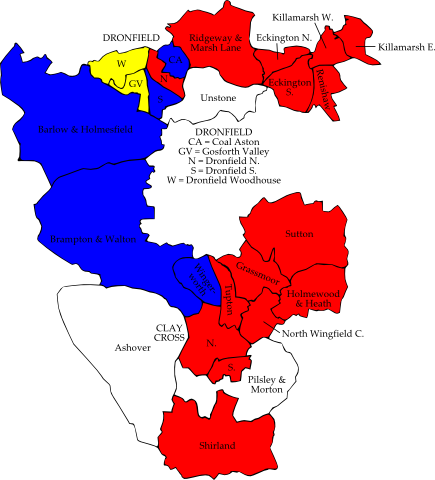 Killamarsh W.
DRONFIELD
Ridgeway &
Marsh Lane
Eckington N.
Killamarsh E.
W
CA
GV
N.
Eckington
S.
Renishaw
S.
Unstone
Barlow & Holmesfield
DRONFIELD
CA = Coal Aston
GV = Gosforth Valley
N = Dronfield N.
S = Dronfield S.
W = Dronfield Woodhouse
Sutton
Brampton & Walton
Grassmoor
Tupton
Holmewood
& Heath
CLAY
CROSS
North Wingfield C.
N.
Ashover
S.
Pilsley &
Morton
Shirland